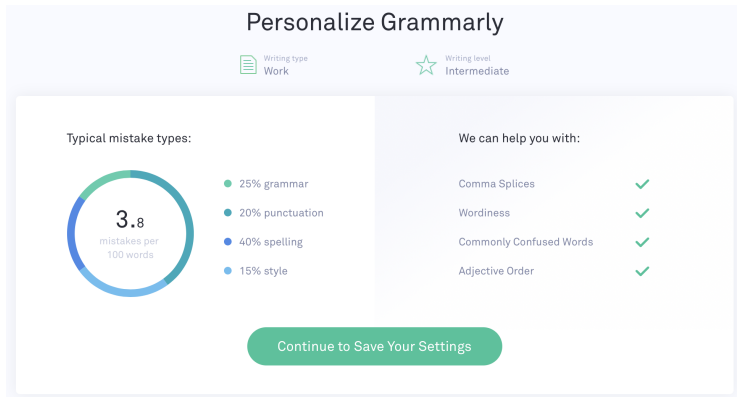 Personalize Grammarly
Writing type
Work
Writing level
Intermediate
Typical mistake types:
3.8
mistakes per
100 words
25% grammar
20% punctuation
40% spelling
15% style
We can help you with:
Comma Splices
Wordiness
Commonly Confused Words
Adjective Order
Continue to Save Your Settings